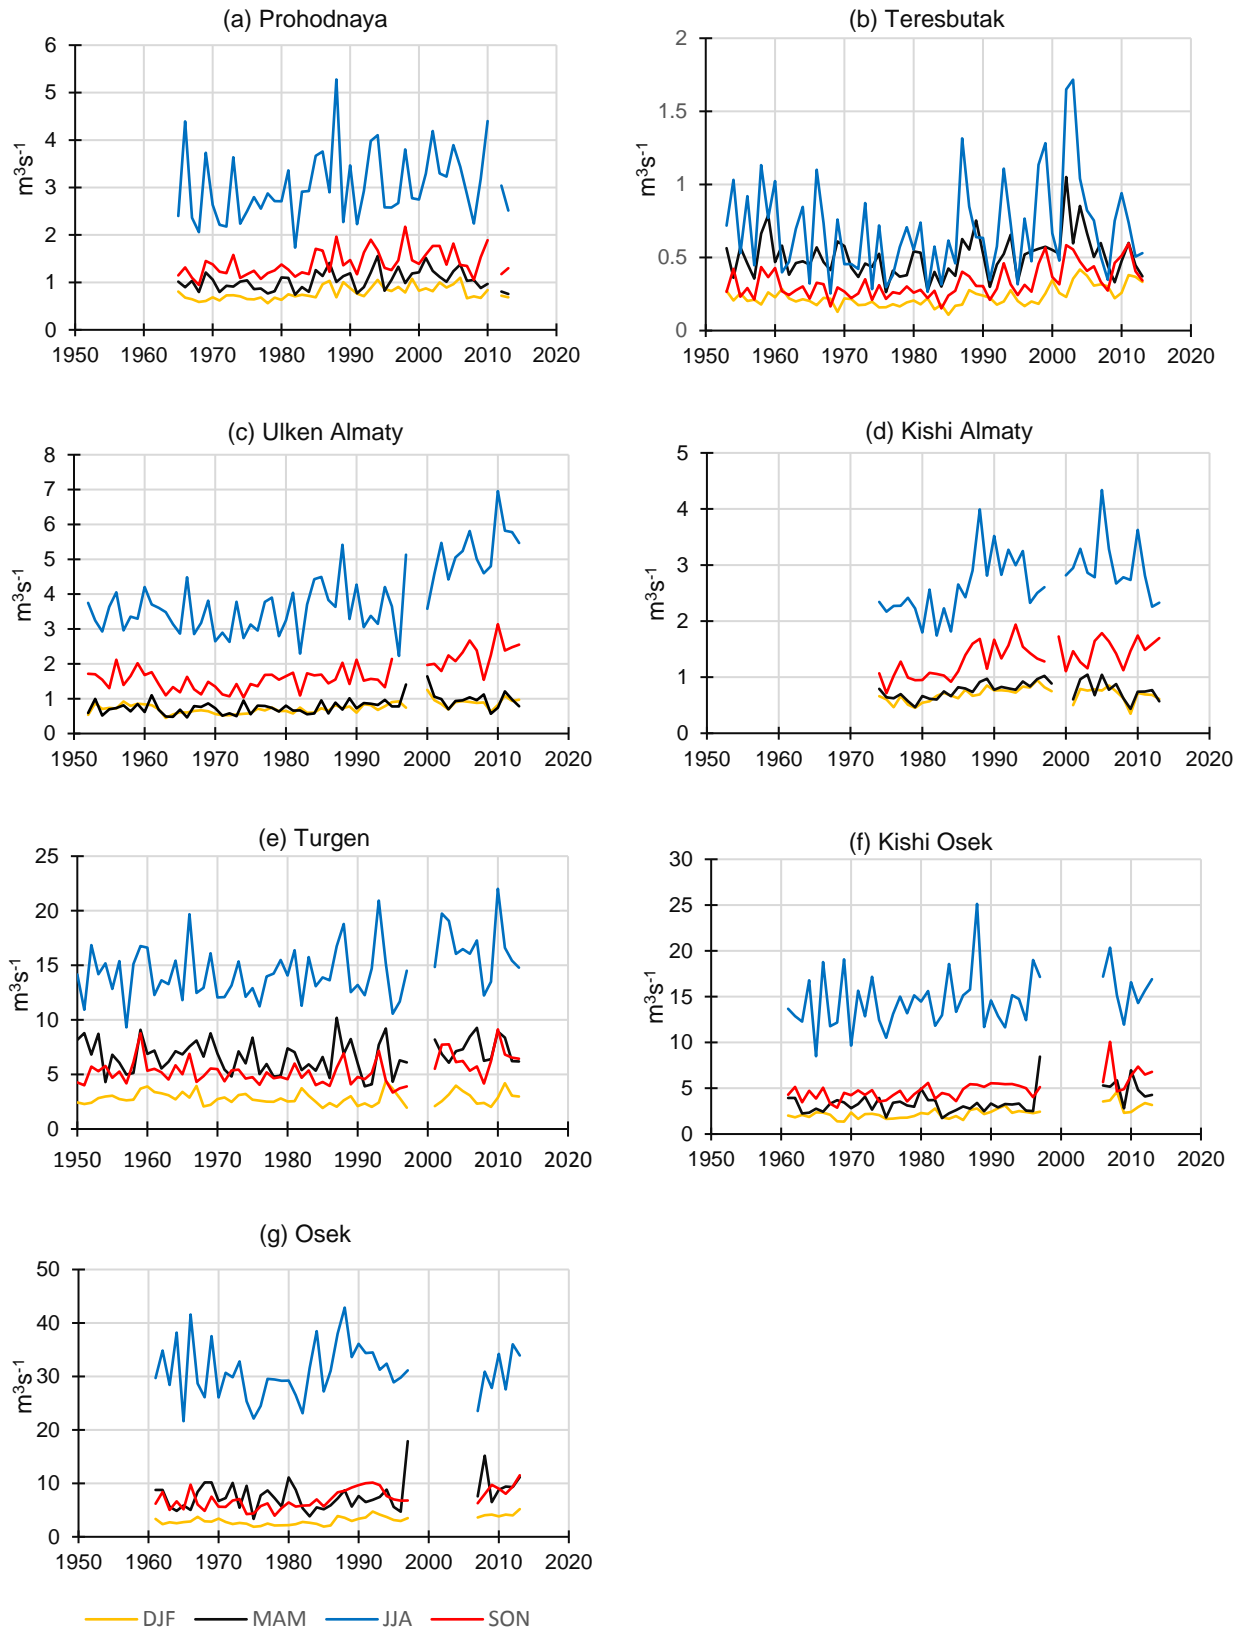 (a) Prohodnaya
6
5
4
3
2
1
0
m³s⁻¹
1950 1960 1970 1980 1990 2000 2010 2020
(b) Teresbutak
2
1.5
1
0.5
0
m³s⁻¹
1950 1960 1970 1980 1990 2000 2010 2020
(c) Ulken Almaty
8
7
6
5
4
3
2
1
0
m³s⁻¹
1950 1960 1970 1980 1990 2000 2010 2020
(d) Kishi Almaty
5
4
3
2
1
0
m³s⁻¹
1950 1960 1970 1980 1990 2000 2010 2020
(e) Turgen
25
20
15
10
5
0
m³s⁻¹
1950 1960 1970 1980 1990 2000 2010 2020
(f) Kishi Osek
30
25
20
15
10
5
0
m³s⁻¹
1950 1960 1970 1980 1990 2000 2010 2020
(g) Osek
50
40
30
20
10
0
m³s⁻¹
1950 1960 1970 1980 1990 2000 2010 2020
DJF MAM JJA SON